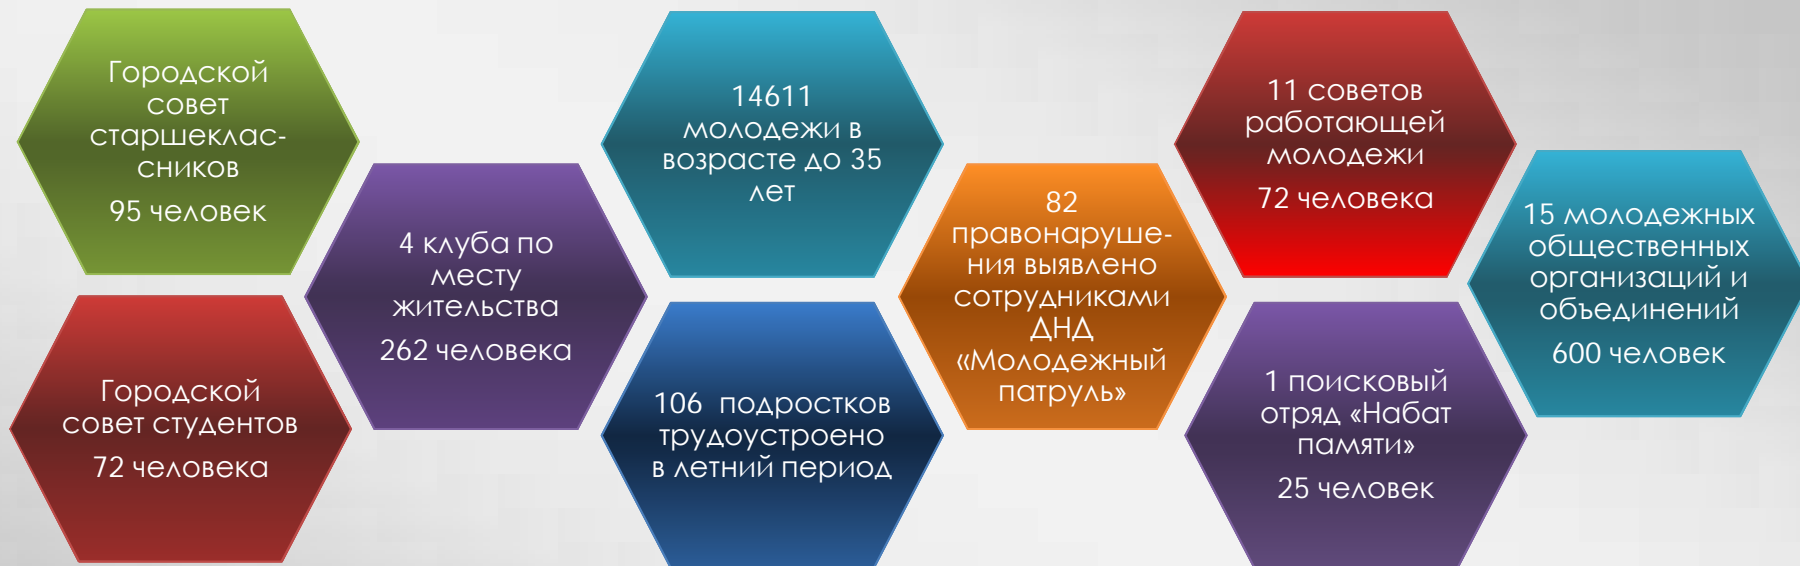 Городской
совет
старшеклас-
сников
95 человек
Городской
совет студентов
72 человека
4 клуба по
месту
жительства
262 человека
14611
молодежи в
возрасте до 35
лет
106 подростков
трудоустроено
в летний период
82
правонаруше-
ния выявлено
сотрудниками
ДНД
«Молодежный
патруль»
11 советов
работающей
молодежи
72 человека
1 поисковый
отряд «Набат
памяти»
25 человек
15 молодежных
общественных
организаций и
объединений
600 человек